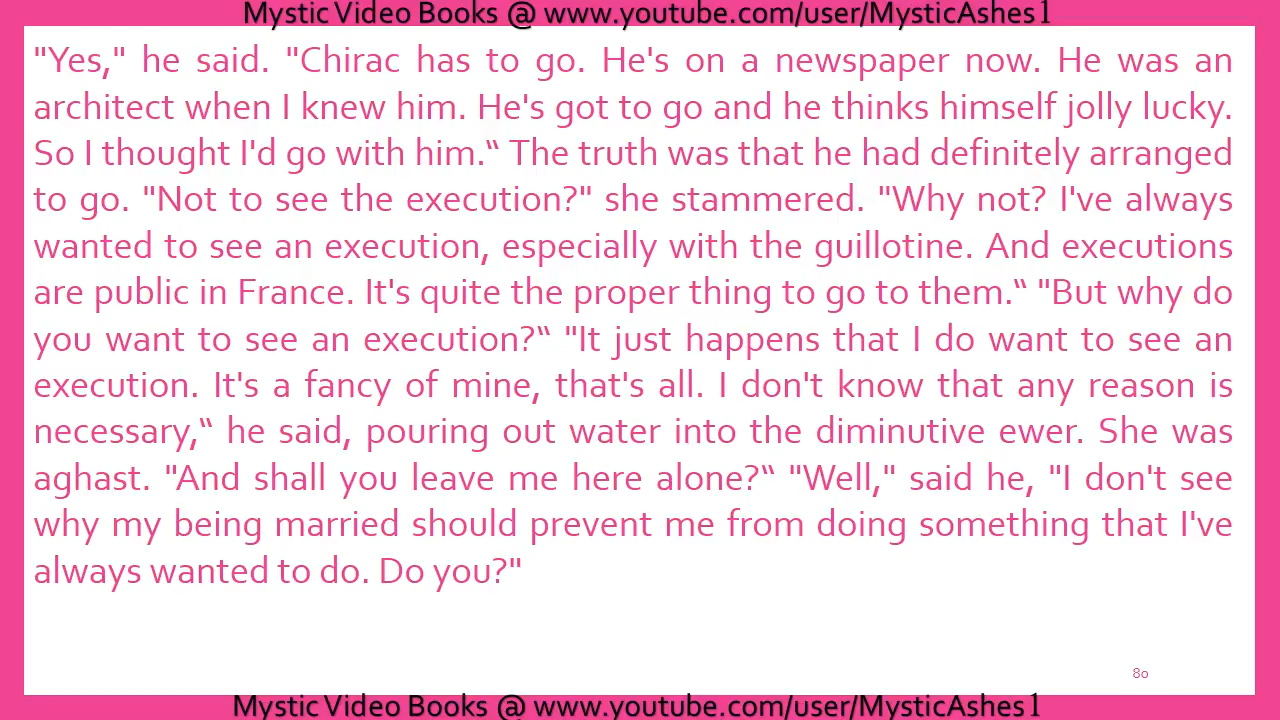 Mystic Video Books @ www.youtube.com/user/MysticAshes1
"Yes," he said. "Chirac has to go. He's on a newspaper now. He was an
architect when I knew him. He's got to go and he thinks himself jolly lucky.
So I thought I'd go with him.“ The truth was that he had definitely arranged
to go. "Not to see the execution?" she stammered. "Why not? I've always
wanted to see an execution, especially with the guillotine. And executions
are public in France. It's quite the proper thing to go to them.“ "But why do
you want to see an execution?“ "It just happens that I do want to see an
execution. It's a fancy of mine, that's all. I don't know that any reason is
necessary,“ he said, pouring out water into the diminutive ewer. She was
aghast. "And shall you leave me here alone?“ "Well," said he, "I don't see
why my being married should prevent me from doing something that I've
always wanted to do. Do you?"
80
Mystic Video Books @ www.youtube.com/user/MysticAshes1